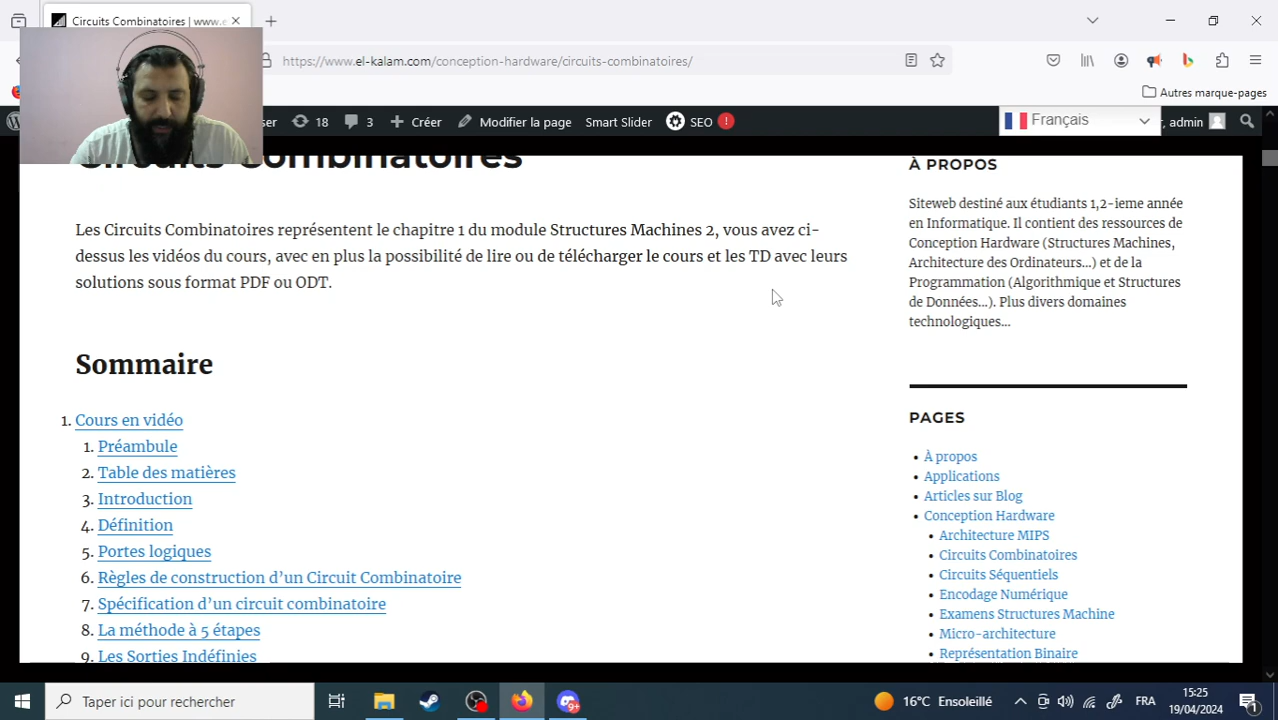 Circuits Combinatoires | www.e
https://www.el-kalam.com/conception-hardware/circuits-combinatoires/
Autres marque-pages
18
3
Créer
Modifier la page
Smart Slider
SEO
!
Français
, admin
Circuits Combinatoires
Les Circuits Combinatoires représentent le chapitre 1 du module Structures Machines 2, vous avez ci-
dessus les vidéos du cours, avec en plus la possibilité de lire ou de télécharger le cours et les TD avec leurs
solutions sous format PDF ou ODT.
Sommaire
1. Cours en vidéo
1. Préambule
2. Table des matières
3. Introduction
4. Définition
5. Portes logiques
6. Règles de construction d’un Circuit Combinatoire
7. Spécification d’un circuit combinatoire
8. La méthode à 5 étapes
9. Les Sorties Indéfinies
À PROPOS
Siteweb destiné aux étudiants 1,2-ieme année
en Informatique. Il contient des ressources de
Conception Hardware (Structures Machines,
Architecture des Ordinateurs…) et de la
Programmation (Algorithmique et Structures
de Données…). Plus divers domaines
technologiques…
PAGES
À propos
Applications
Articles sur Blog
Conception Hardware
Architecture MIPS
Circuits Combinatoires
Circuits Séquentiels
Encodage Numérique
Examens Structures Machine
Micro-architecture
Représentation Binaire
Taper ici pour rechercher
9+
16°C Ensoleillé
FRA
15:25
19/04/2024
1